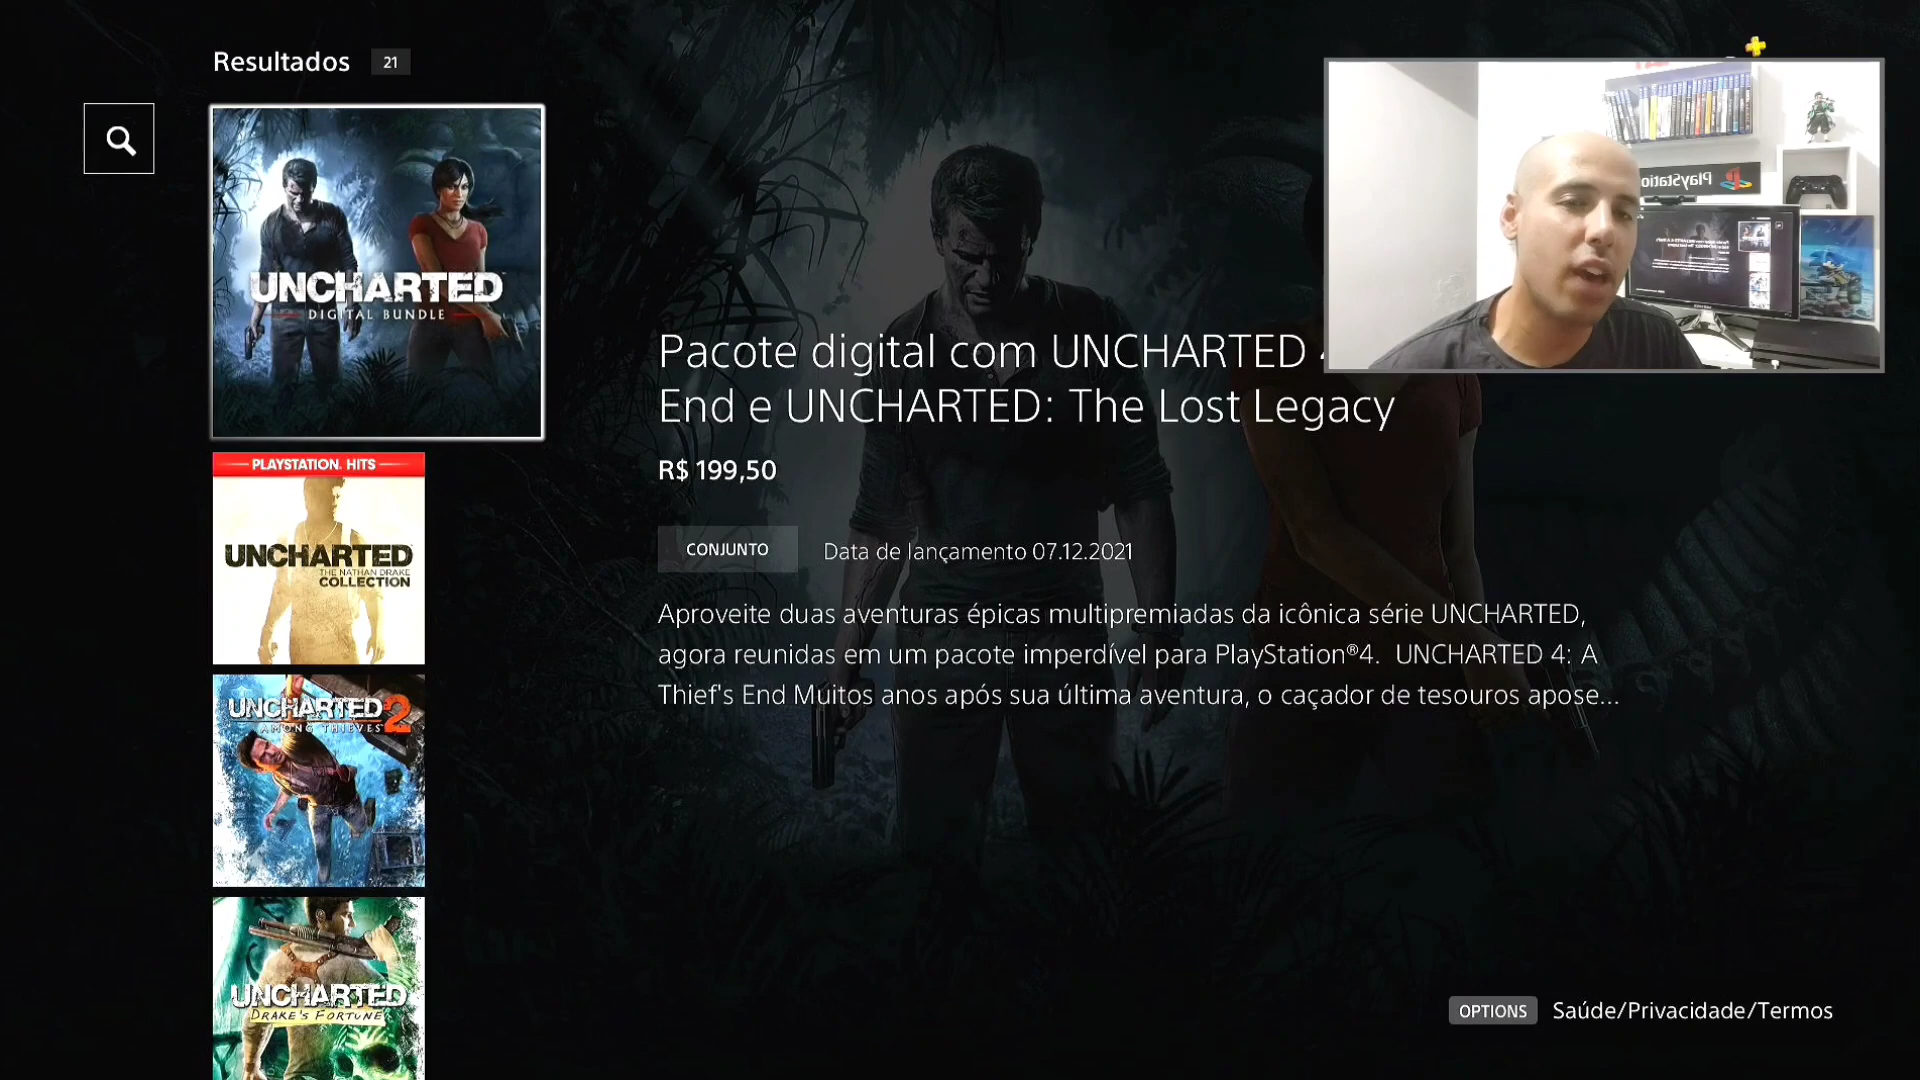 Resultados 21
UNCHARTED
DIGITAL BUNDLE
Pacote digital com UNCHARTED
End e UNCHARTED: The Lost Legacy
R$ 199,50
CONJUNTO Data de lançamento 07.12.2021
Aproveite duas aventuras épicas multipremiadas da icônica série UNCHARTED,
agora reunidas em um pacote imperdível para PlayStation®4. UNCHARTED 4: A
Thief's End Muitos anos após sua última aventura, o caçador de tesouros apose...
PLAYSTATION. HITS
UNCHARTED
THE NATHAN DRAKE
COLLECTION
UNCHARTED 2
AMONG THIEVES
UNCHARTED
DRAKE'S FORTUNE
OPTIONS Saúde/Privacidade/Termos